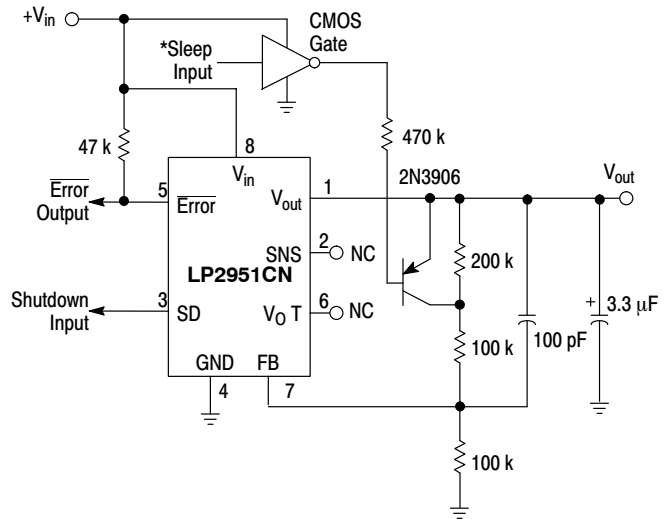 +Vin
*Sleep
Input
CMOS
Gate
47 k
8
470 k
Vin
2N3906
Vout
Error
Output
5
Error
Vout
1
SNS
2
NC
200 k
LP2951CN
Shutdown
Input
3
SD
VO T
6
NC
+
3.3 µF
100 k
100 pF
GND
FB
4
7
100 k